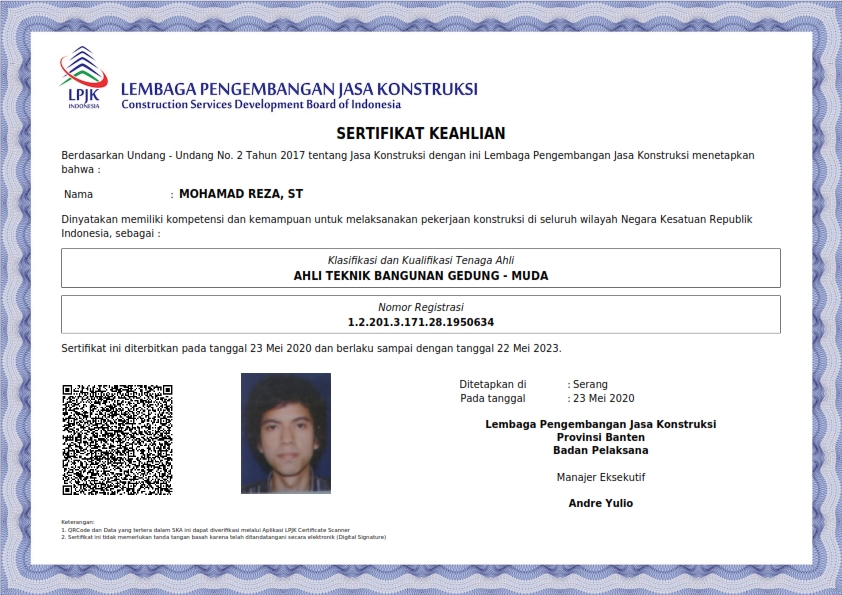 LPJK
INDONESIA
LEMBAGA PENGEMBANGAN JASA KONSTRUKSI
Construction Services Development Board of Indonesia
SERTIFIKAT KEAHLIAN
Berdasarkan Undang - Undang No. 2 Tahun 2017 tentang Jasa Konstruksi dengan ini Lembaga Pengembangan Jasa Konstruksi menetapkan
bahwa :
Nama : MOHAMAD REZA, ST
Dinyatakan memiliki kompetensi dan kemampuan untuk melaksanakan pekerjaan konstruksi di seluruh wilayah Negara Kesatuan Republik
Indonesia, sebagai :
Klasifikasi dan Kualifikasi Tenaga Ahli
AHLI TEKNIK BANGUNAN GEDUNG - MUDA
Nomor Registrasi
1.2.201.3.171.28.1950634
Sertifikat ini diterbitkan pada tanggal 23 Mei 2020 dan berlaku sampai dengan tanggal 22 Mei 2023.
Ditetapkan di : Serang
Pada tanggal : 23 Mei 2020
Lembaga Pengembangan Jasa Konstruksi
Provinsi Banten
Badan Pelaksana
Manajer Eksekutif
Andre Yulio
Keterangan:
1. QRCode dan Data yang tertera dalam SKA ini dapat diverifikasi melalui Aplikasi LPJK Certificate Scanner
2. Sertifikat ini tidak memerlukan tanda tangan basah karena telah ditandatangani secara elektronik (Digital Signature)